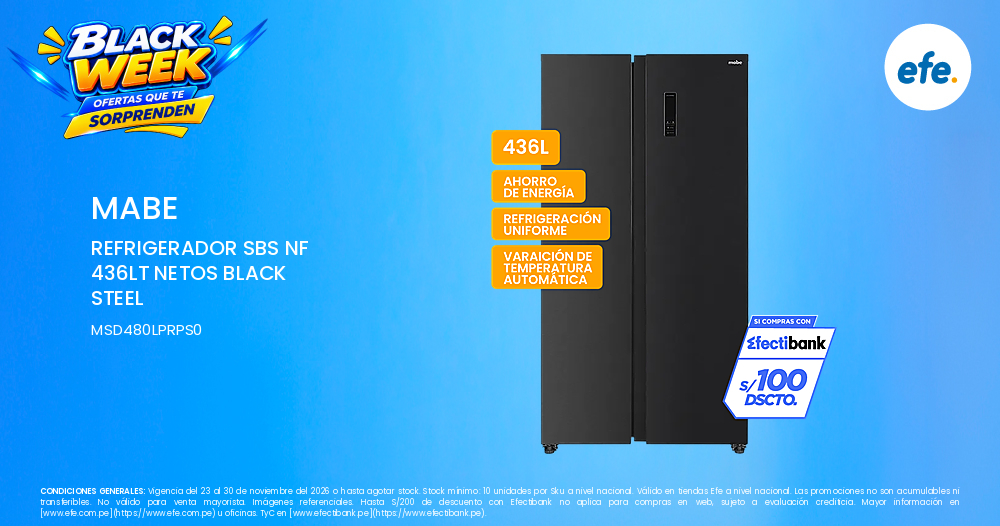 BLACK
WEEK
OFERTAS QUE TE
SORPRENDEN
efe.
mabe
436L
AHORRO
DE ENERGÍA
REFRIGERACIÓN
UNIFORME
VARAICIÓN DE
TEMPERATURA
AUTOMÁTICA
MABE
REFRIGERADOR SBS NF
436LT NETOS BLACK
STEEL
MSD480LPRPS0
SI COMPRAS CON
Efectibank
S/100
DSCTO.
CONDICIONES GENERALES: Vigencia del 23 al 30 de noviembre del 2026 o hasta agotar stock. Stock mínimo: 10 unidades por Sku a nivel nacional. Válido en tiendas Efe a nivel nacional. Las promociones no son acumulables ni
transferibles. No válido para venta mayorista. Imágenes referenciales. Hasta S/200 de descuento con Efectibank no aplica para compras en web, sujeto a evaluación crediticia. Mayor información en
[www.efe.com.pe](https://www.efe.com.pe) u oficinas. TyC en [www.efectibank.pe](https://www.efectibank.pe).